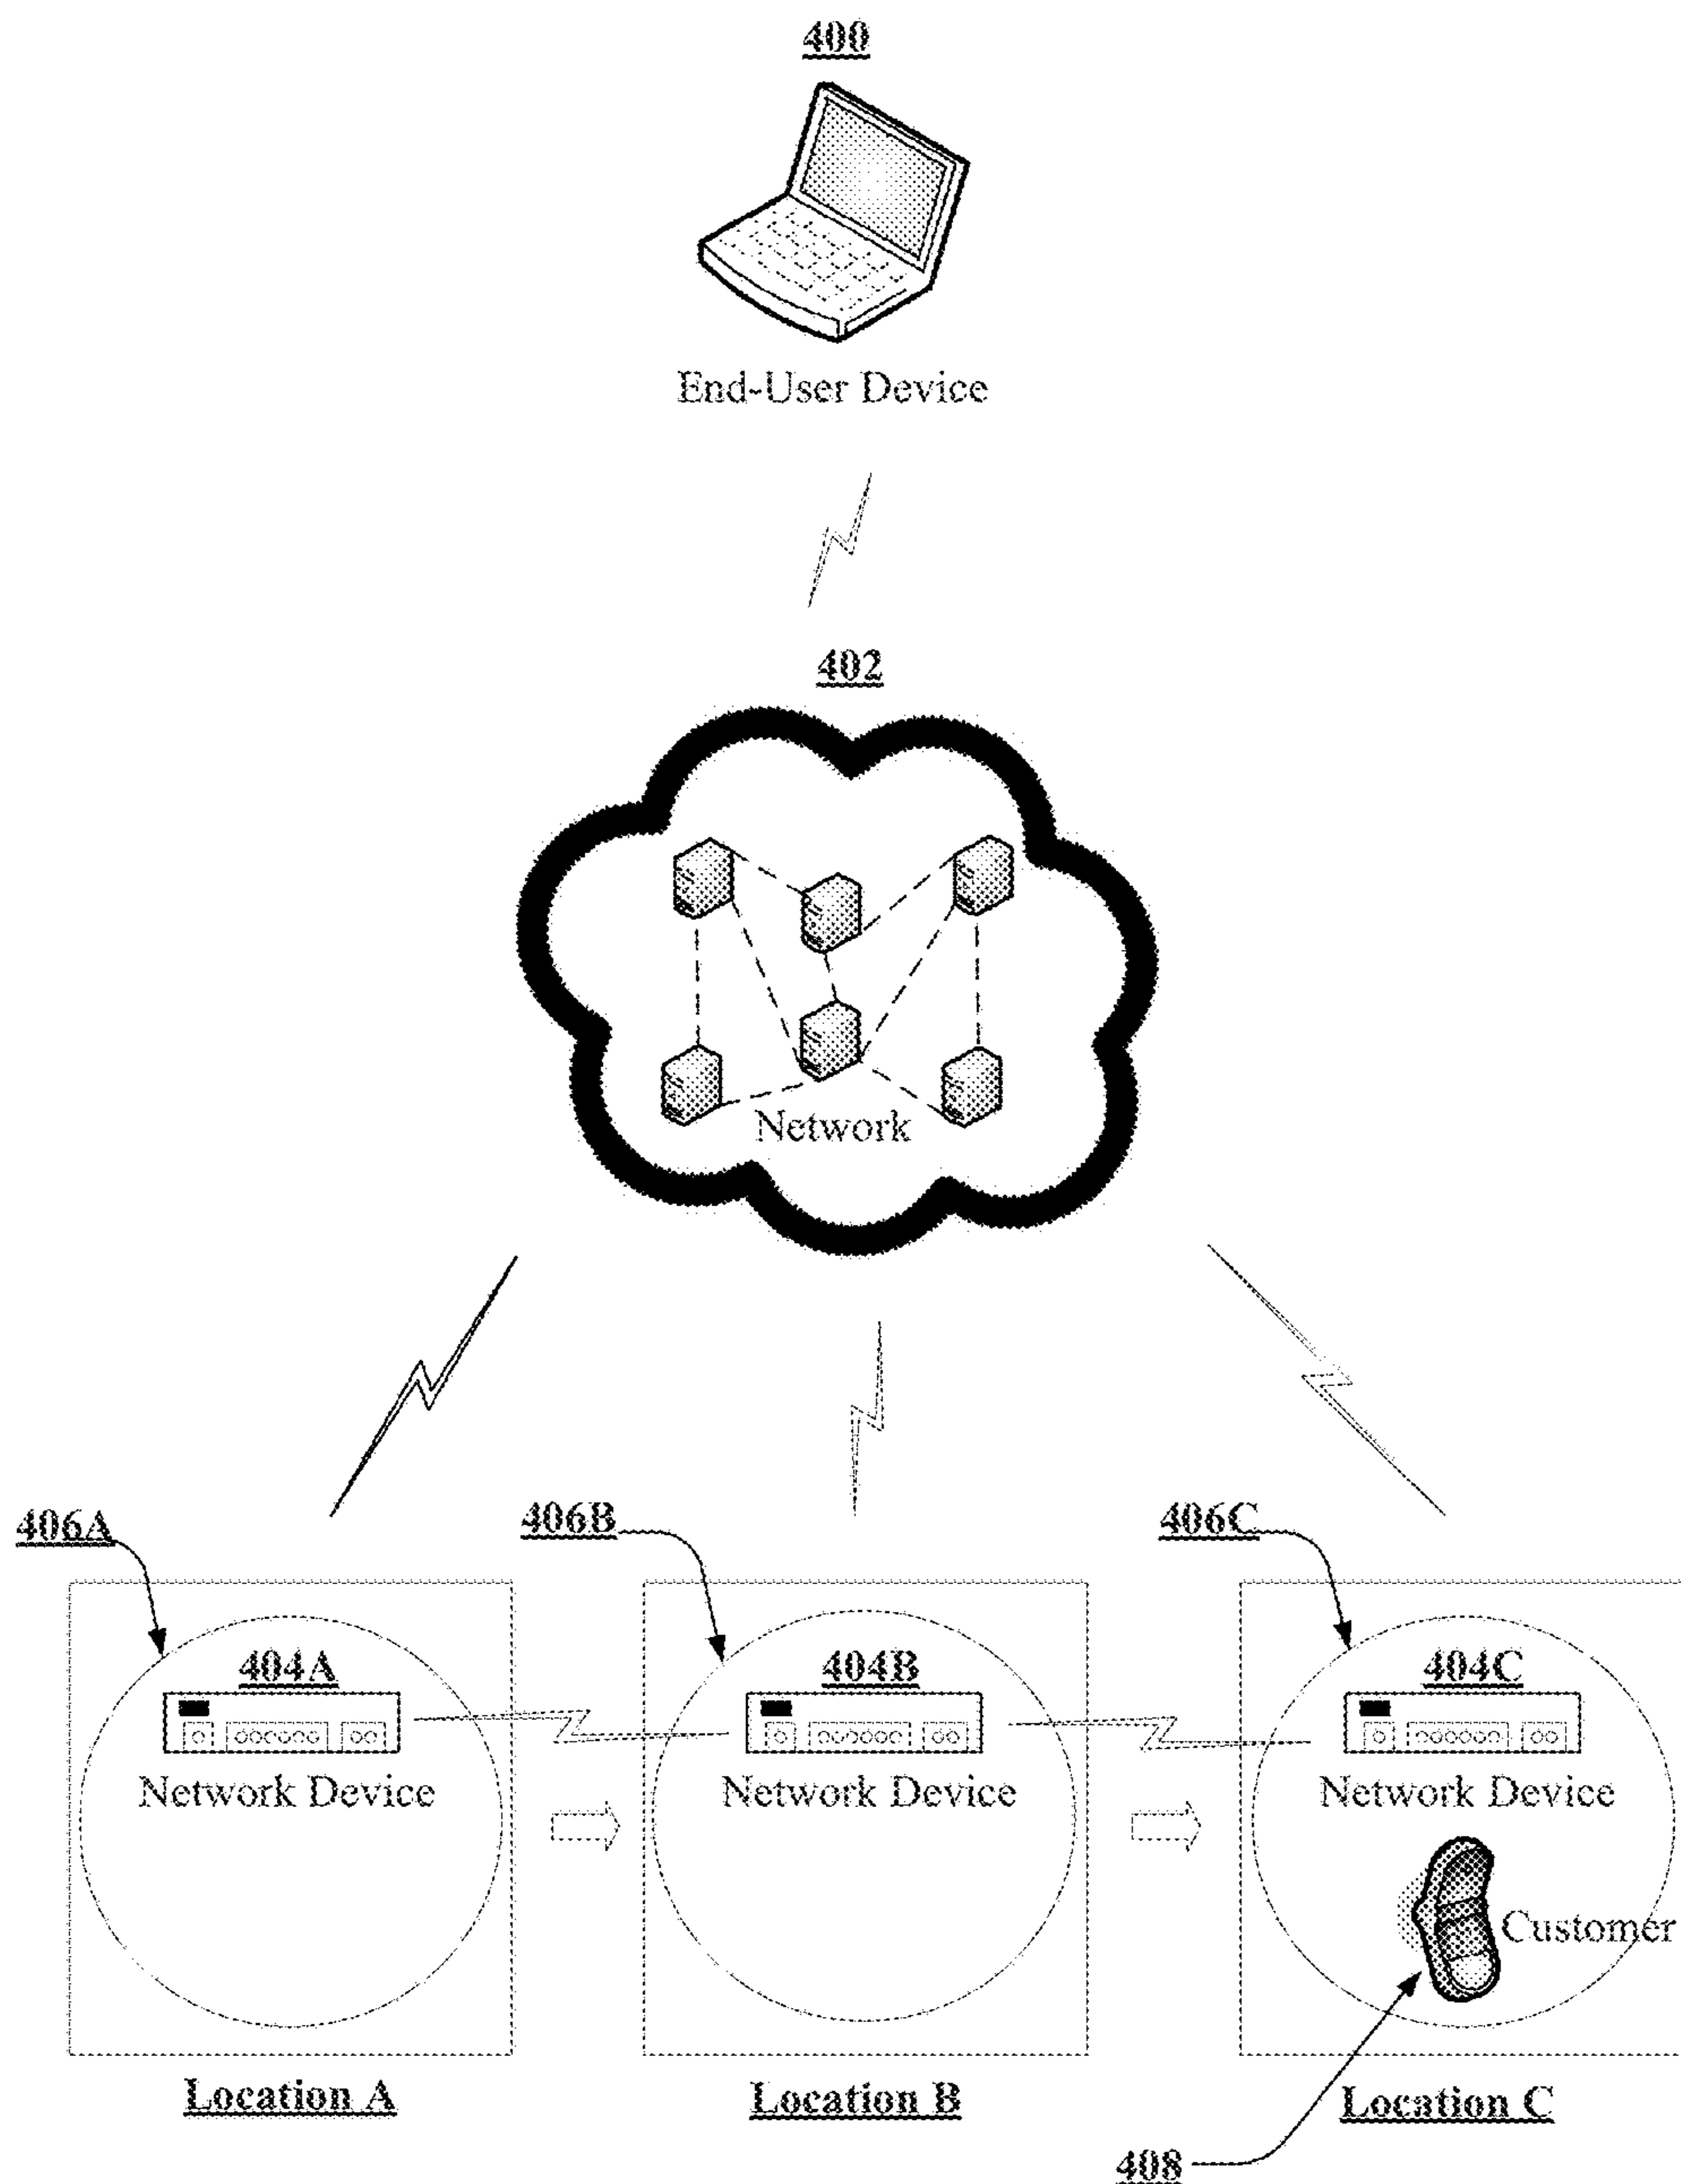 400
End-User Device
402
Network
406A
406B
406C
404A
404B
404C
Network Device
Network Device
Network Device
Customer
Location A
Location B
Location C
408